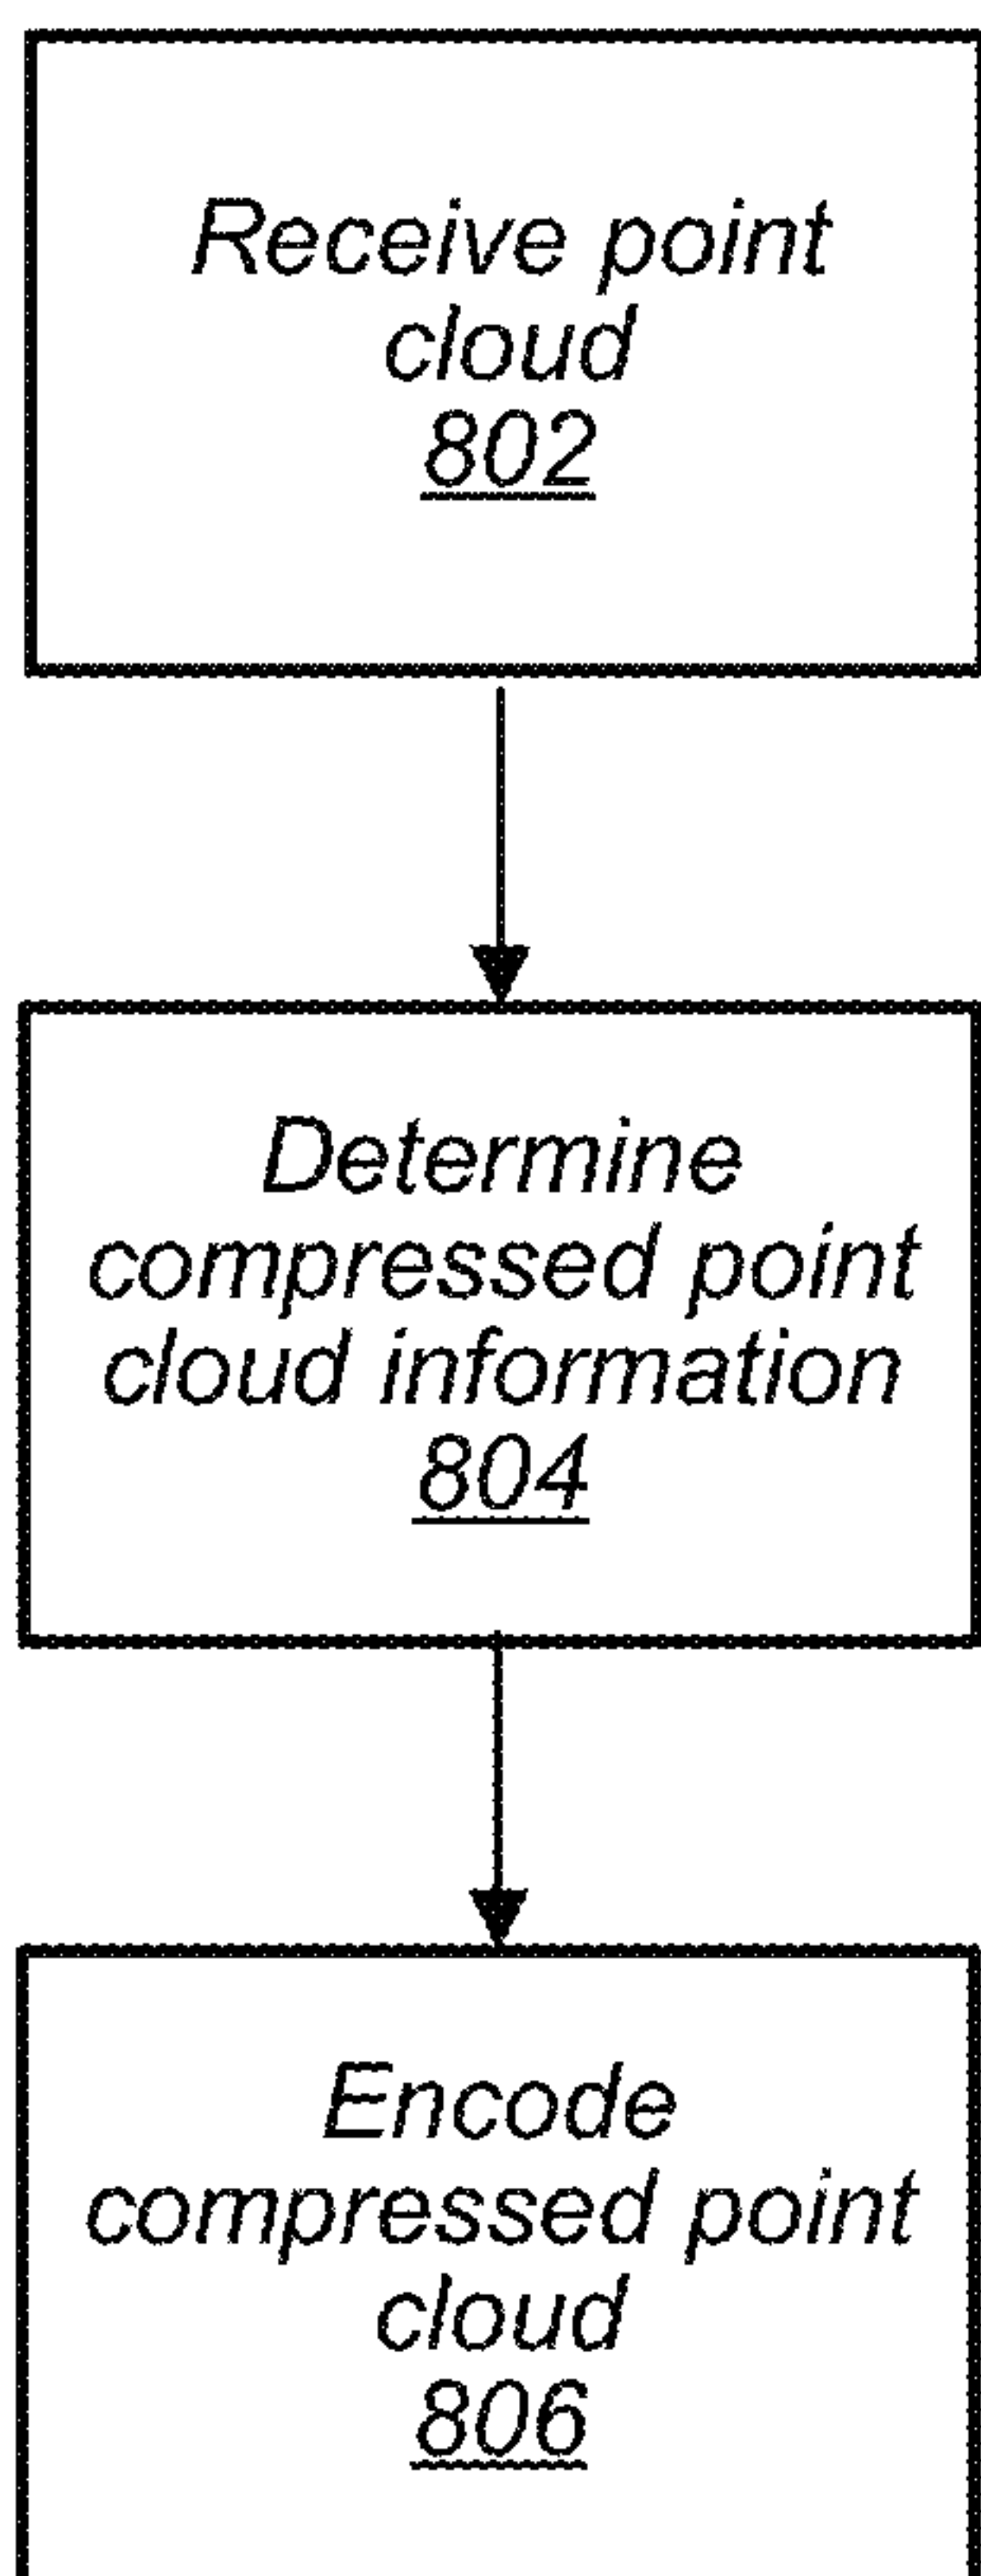 Receive point
cloud
802
Determine
compressed point
cloud information
804
Encode
compressed point
cloud
806